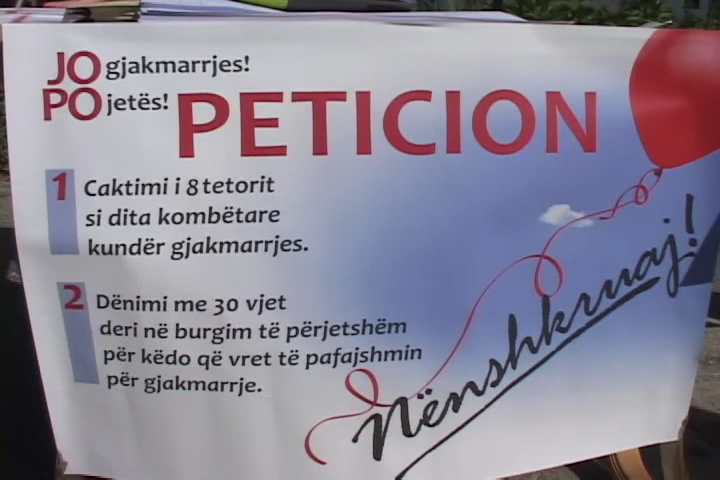 JO gjakmarrjes!
PO jetës!
PETICION
1 Caktimi i 8 tetorit
si dita kombëtare
kundër gjakmarrjes.
2 Dënimi me 30 vjet
deri në burgim të përjetshëm
për këdo që vret të pafajshmin
për gjakmarrje.
Nënshkruaj!